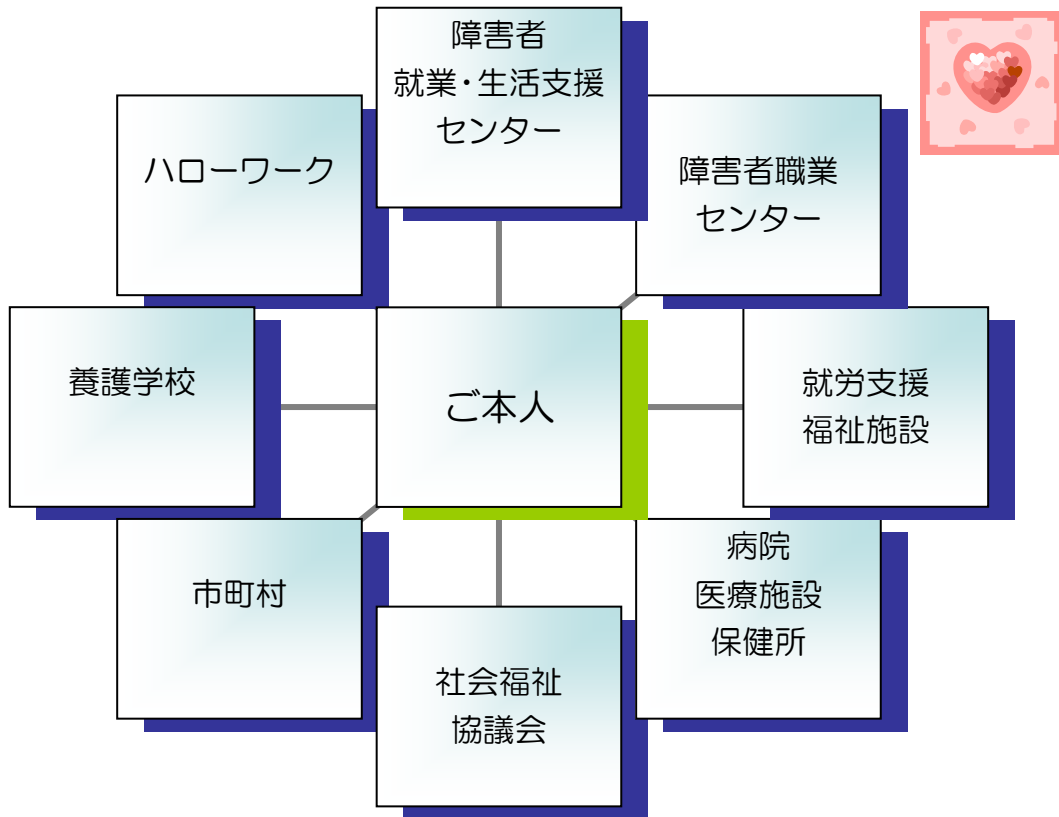 障害者
就業・生活支援
センター
ハローワーク
障害者職業
センター
養護学校
ご本人
就労支援
福祉施設
市町村
病院
医療施設
保健所
社会福祉
協議会